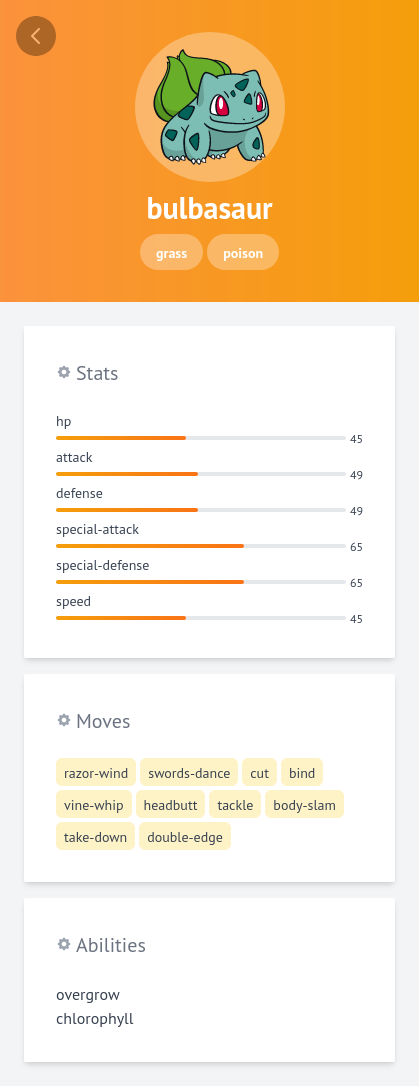 bulbasaur
grass poison
Stats
hp
45
attack
49
defense
49
special-attack
65
special-defense
65
speed
45
Moves
razor-wind swords-dance cut bind
vine-whip headbutt tackle body-slam
take-down double-edge
Abilities
overgrow
chlorophyll